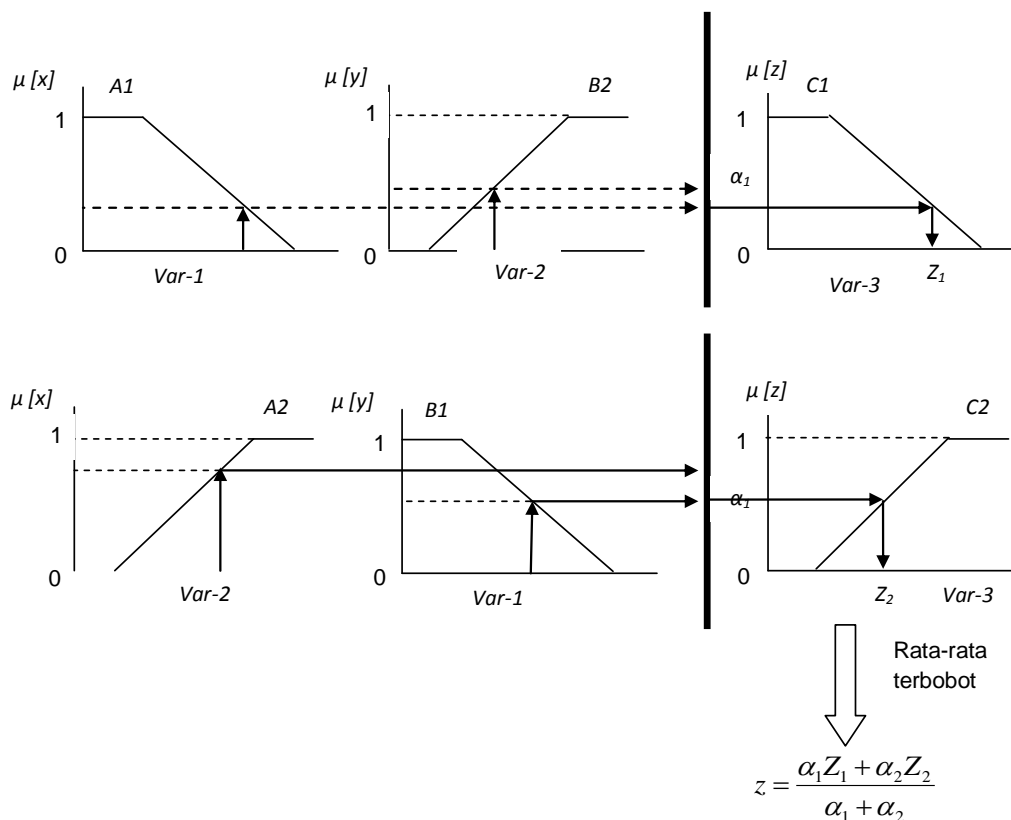 μ [x]
A1
1
0
Var-1
μ [y]
B2
1
0
Var-2
μ [z]
C1
1
α1
0
Var-3
Z1
μ [x]
A2
1
0
Var-2
μ [y]
B1
1
0
Var-1
μ [z]
C2
1
α1
0
Z2
Var-3
Rata-rata
terbobot
z = (α1Z1 + α2Z2) / (α1 + α2)